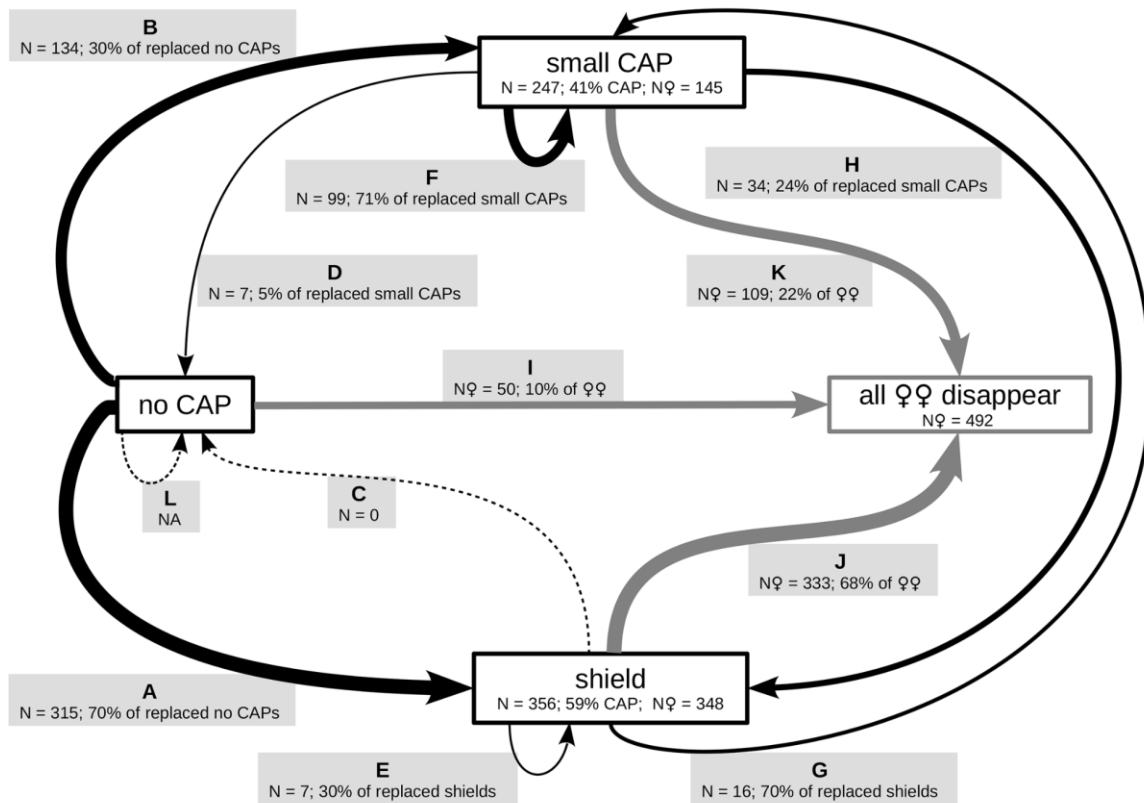 B
N = 134; 30% of replaced no CAPs
small CAP
N = 247; 41% CAP; N♀ = 145
F
N = 99; 71% of replaced small CAPs
H
N = 34; 24% of replaced small CAPs
D
N = 7; 5% of replaced small CAPs
K
N♀ = 109; 22% of ♀♀
I
N♀ = 50; 10% of ♀♀
no CAP
all ♀♀ disappear
N♀ = 492
L
NA
C
N = 0
J
N♀ = 333; 68% of ♀♀
A
N = 315; 70% of replaced no CAPs
shield
N = 356; 59% CAP; N♀ = 348
E
N = 7; 30% of replaced shields
G
N = 16; 70% of replaced shields